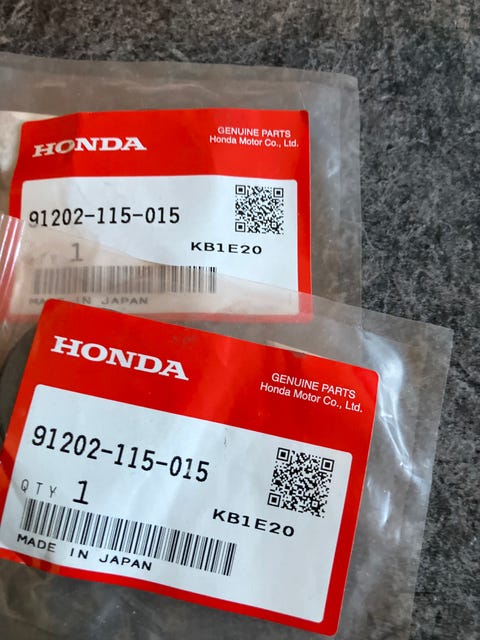 HONDA
GENUINE PARTS
Honda Motor Co., Ltd.
91202-115-015
QTY 1
KB1E20
MADE IN JAPAN
HONDA
GENUINE PARTS
Honda Motor Co., Ltd.
91202-115-015
QTY 1
KB1E20
MADE IN JAPAN